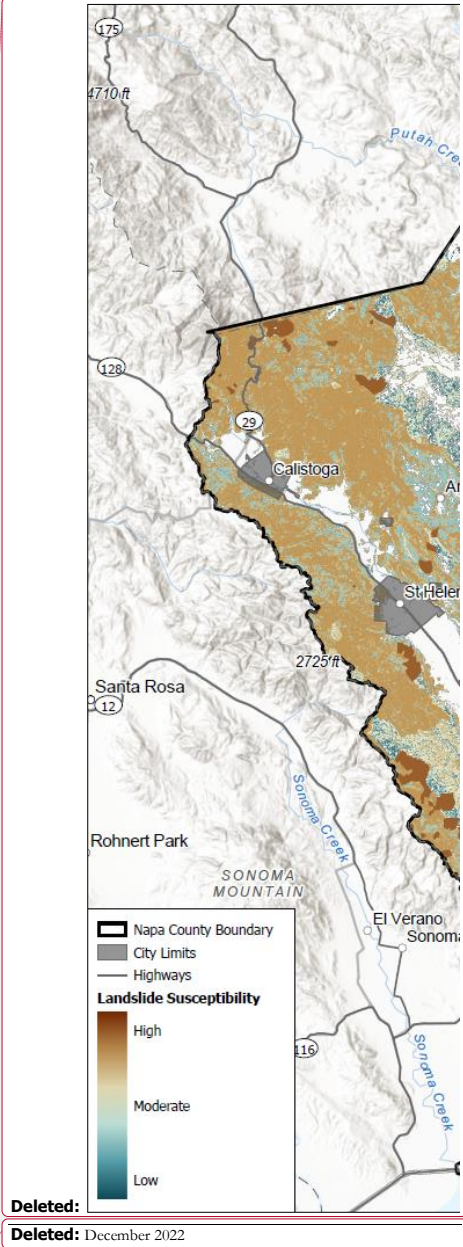 175
4710 ft
Putah Cree
128
29
Calistoga
An
St Helen
2725 ft
Santa Rosa
12
Sonoma Creek
Rohnert Park
SONOMA
MOUNTAIN
El Verano
Sonoma
Napa County Boundary
City Limits
Highways
Landslide Susceptibility
High
Moderate
Low
116
Sonoma Creek
Deleted:
Deleted: December 2022